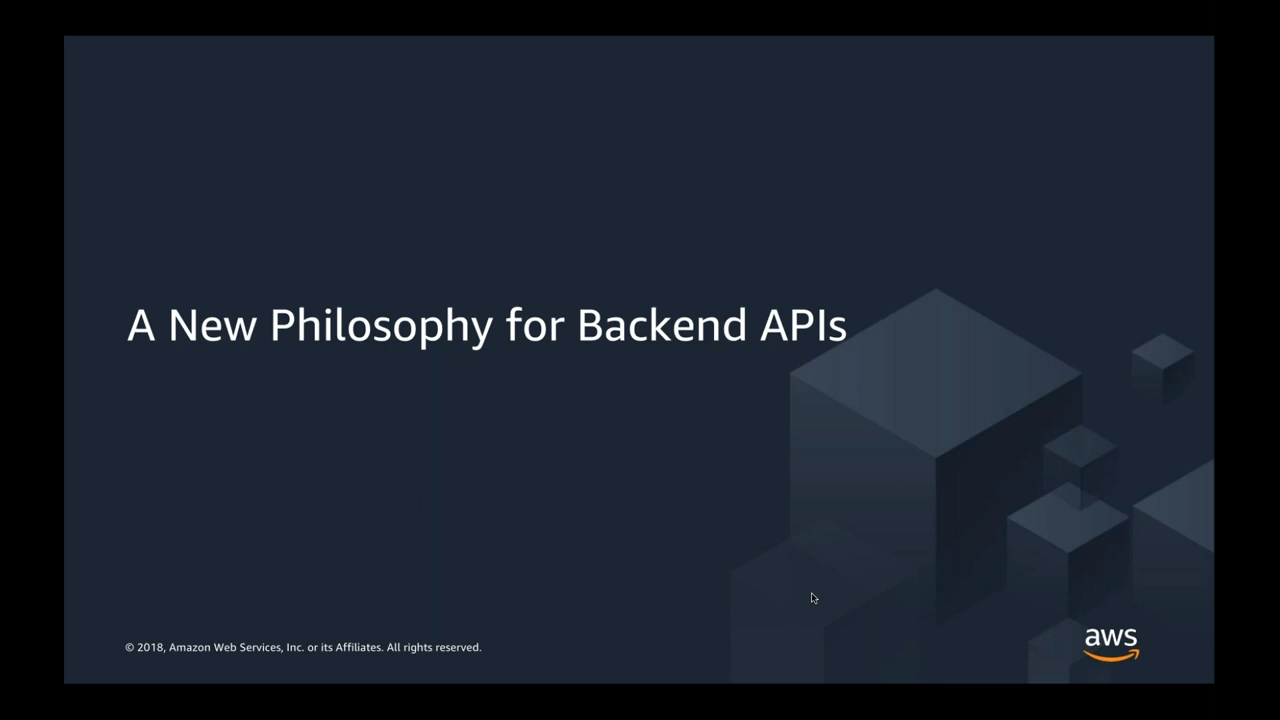 A New Philosophy for Backend APIs
© 2018, Amazon Web Services, Inc. or its Affiliates. All rights reserved.
aws